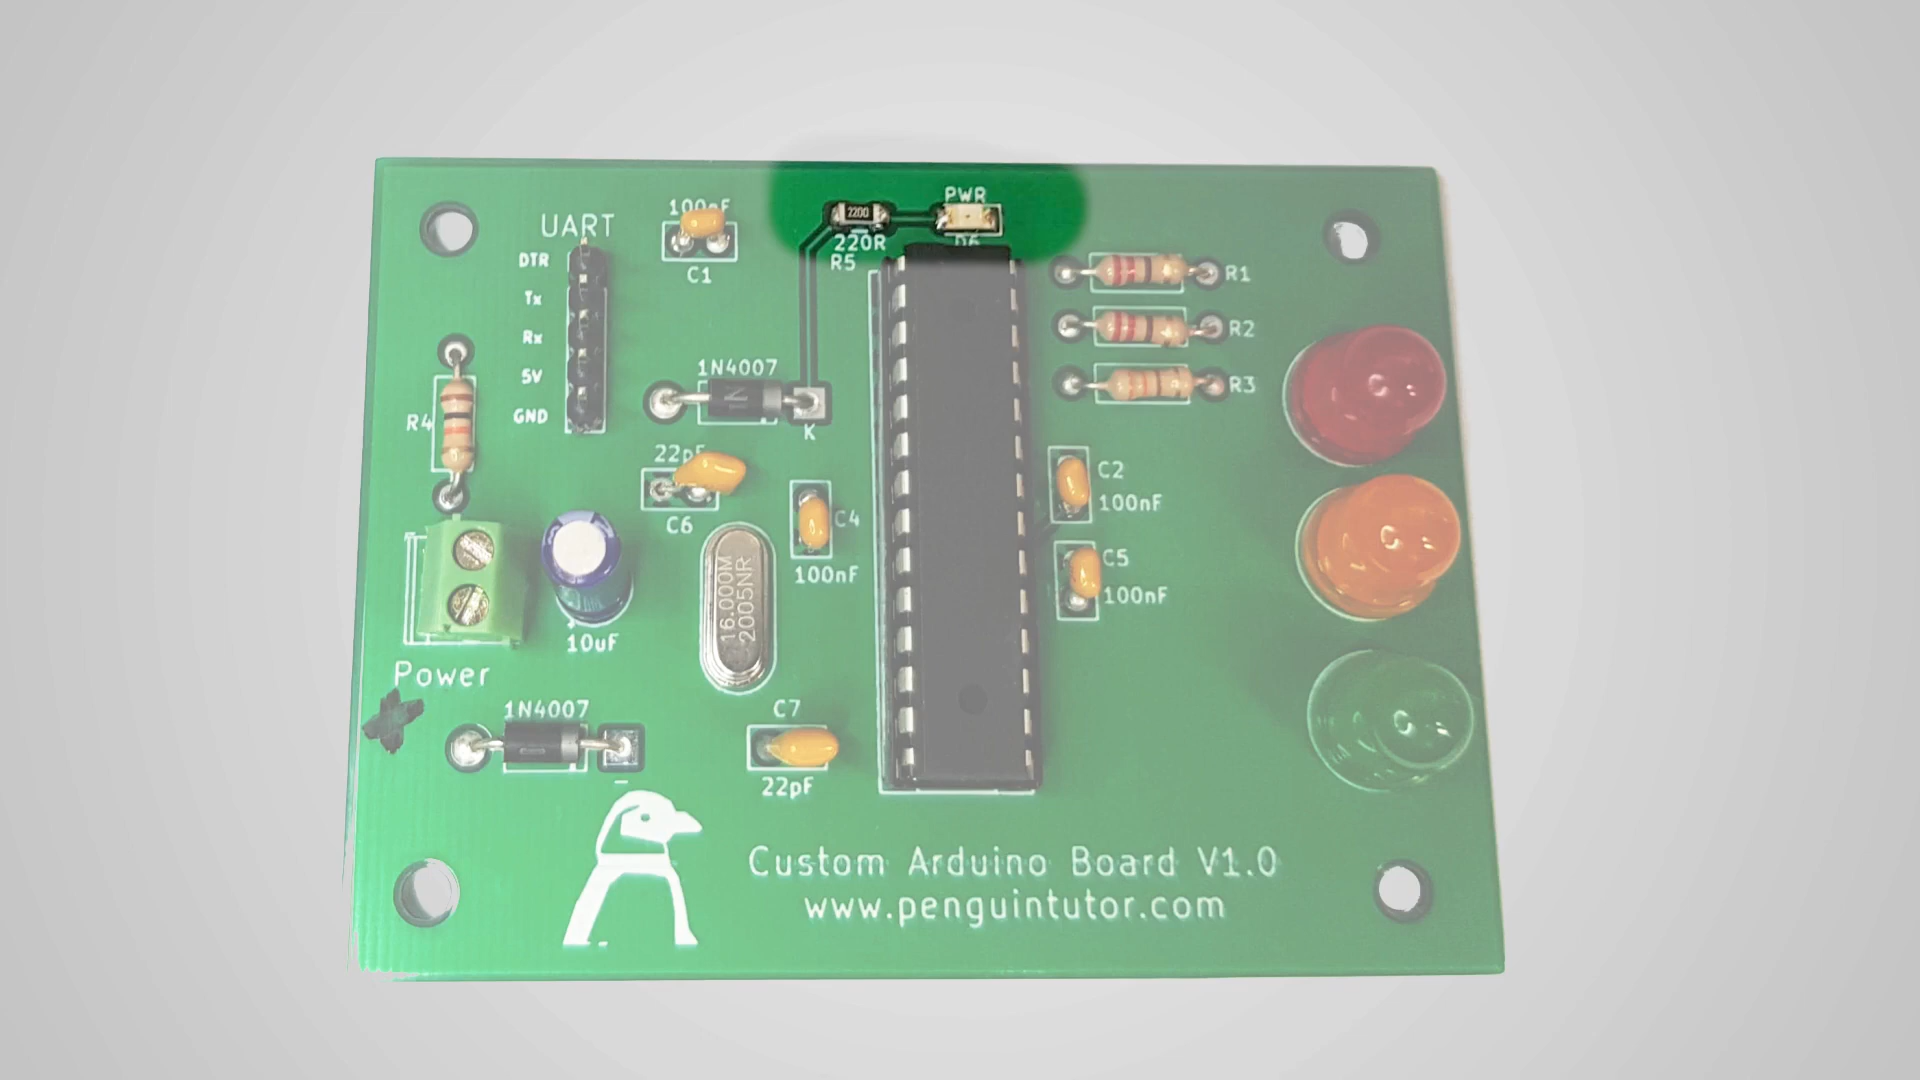 PWR
100nF
2200
UART
220R
D6
DTR
R5
C1
R1
Tx
R2
Rx
1N4007
5V
R3
1N
GND
R4
K
22pF
C2
100nF
C6
C4
C5
100nF
100nF
16.000M
2005NR
10uF
Power
1N4007
C7
22pF
Custom Arduino Board V1.0
www.penguintutor.com